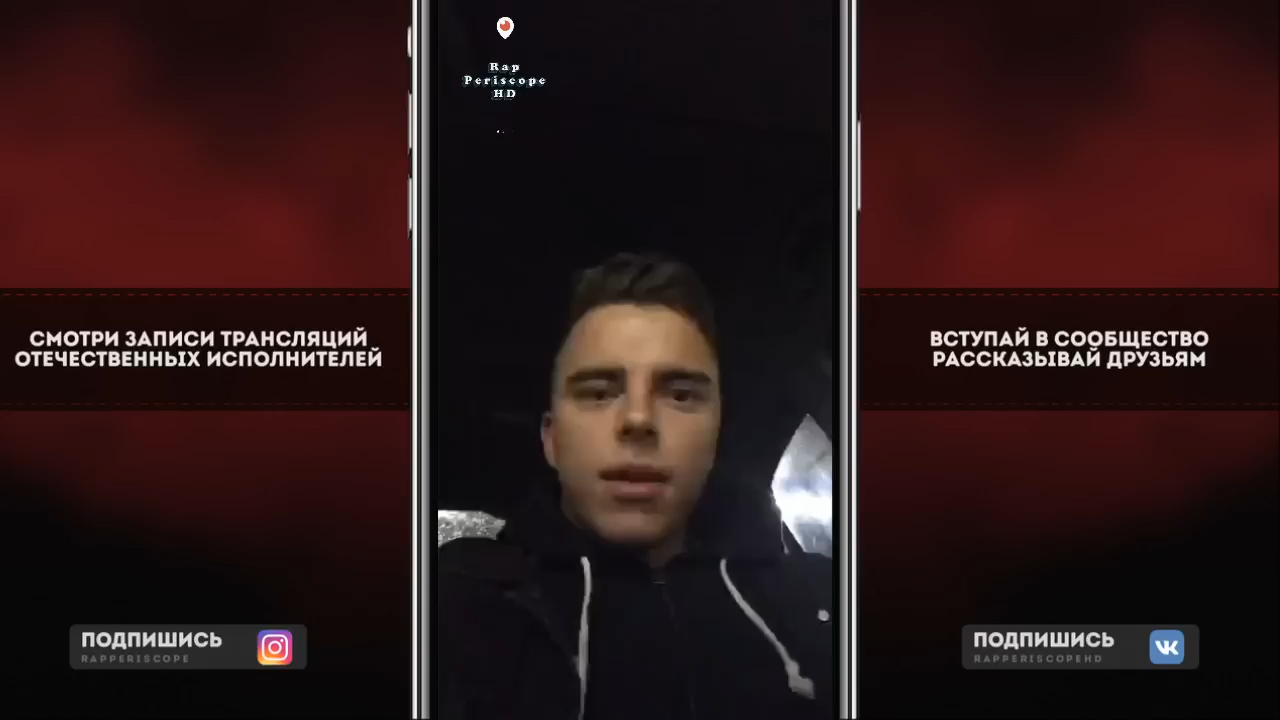 Rap
Periscope
HD
СМОТРИ ЗАПИСИ ТРАНСЛЯЦИЙ
ОТЕЧЕСТВЕННЫХ ИСПОЛНИТЕЛЕЙ
ВСТУПАЙ В СООБЩЕСТВО
РАССКАЗЫВАЙ ДРУЗЬЯМ
ПОДПИШИСЬ
RAPPERISCOPE
ПОДПИШИСЬ
RAPPERISCOPEHD